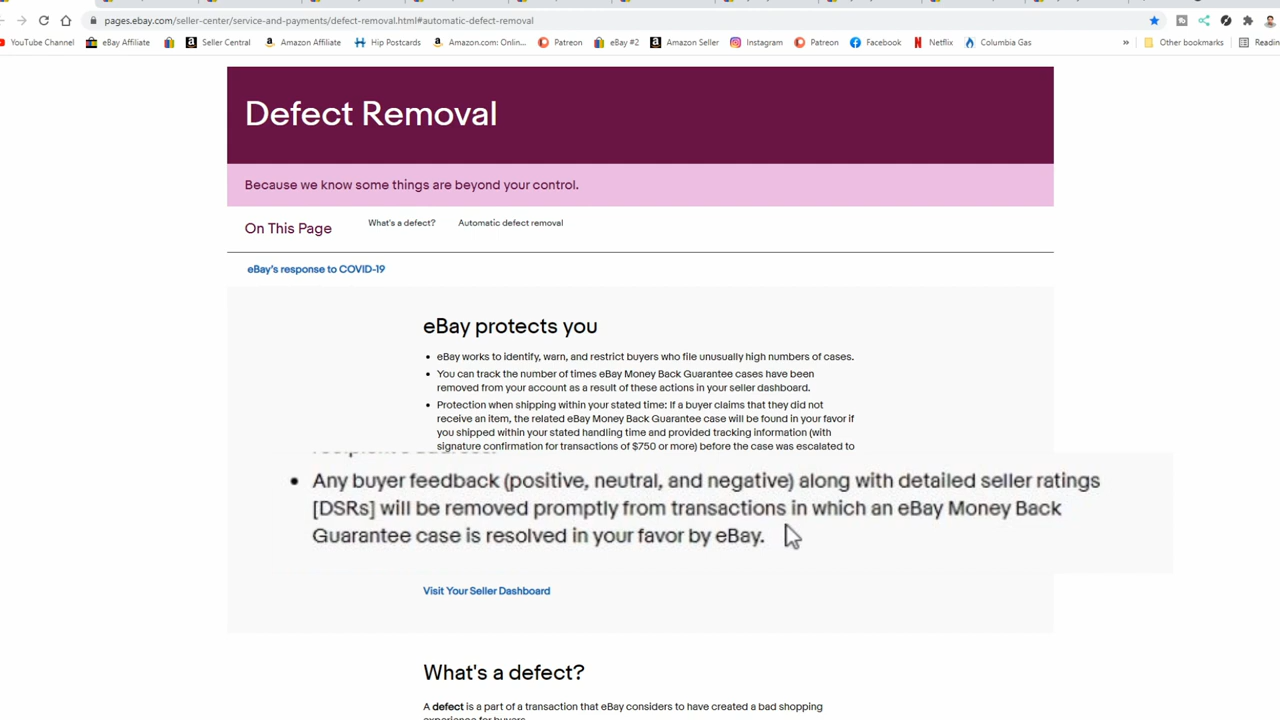 pages.ebay.com/seller-center/service-and-payments/defect-removal.html#automatic-defect-removal
YouTube Channel eBay Affiliate Seller Central Amazon Affiliate Hip Postcards Amazon.com: Onlin... Patreon eBay #2 Amazon Seller Instagram Patreon Facebook Netflix Columbia Gas » Other bookmarks Readin
Defect Removal
Because we know some things are beyond your control.
On This Page What's a defect? Automatic defect removal
eBay's response to COVID-19
eBay protects you
• eBay works to identify, warn, and restrict buyers who file unusually high numbers of cases.
• You can track the number of times eBay Money Back Guarantee cases have been
removed from your account as a result of these actions in your seller dashboard.
• Protection when shipping within your stated time: If a buyer claims that they did not
receive an item, the related eBay Money Back Guarantee case will be found in your favor if
you shipped within your stated handling time and provided tracking information (with
signature confirmation for transactions of $750 or more) before the case was escalated to
• Any buyer feedback (positive, neutral, and negative) along with detailed seller ratings
[DSRs] will be removed promptly from transactions in which an eBay Money Back
Guarantee case is resolved in your favor by eBay.
Visit Your Seller Dashboard
What's a defect?
A defect is a part of a transaction that eBay considers to have created a bad shopping
experience for buyers.